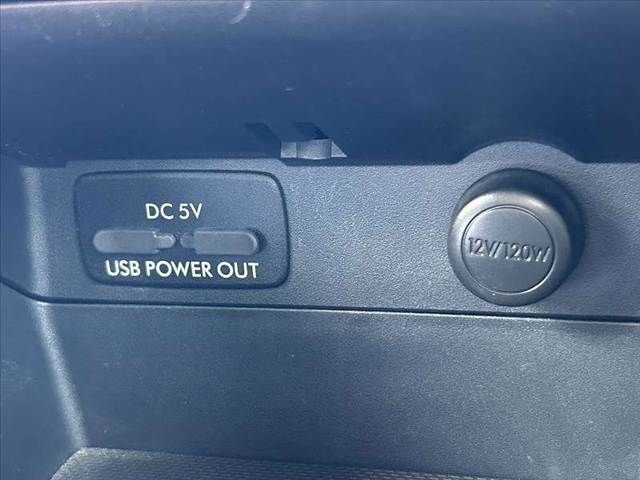 DC 5V
USB POWER OUT
12V/120W